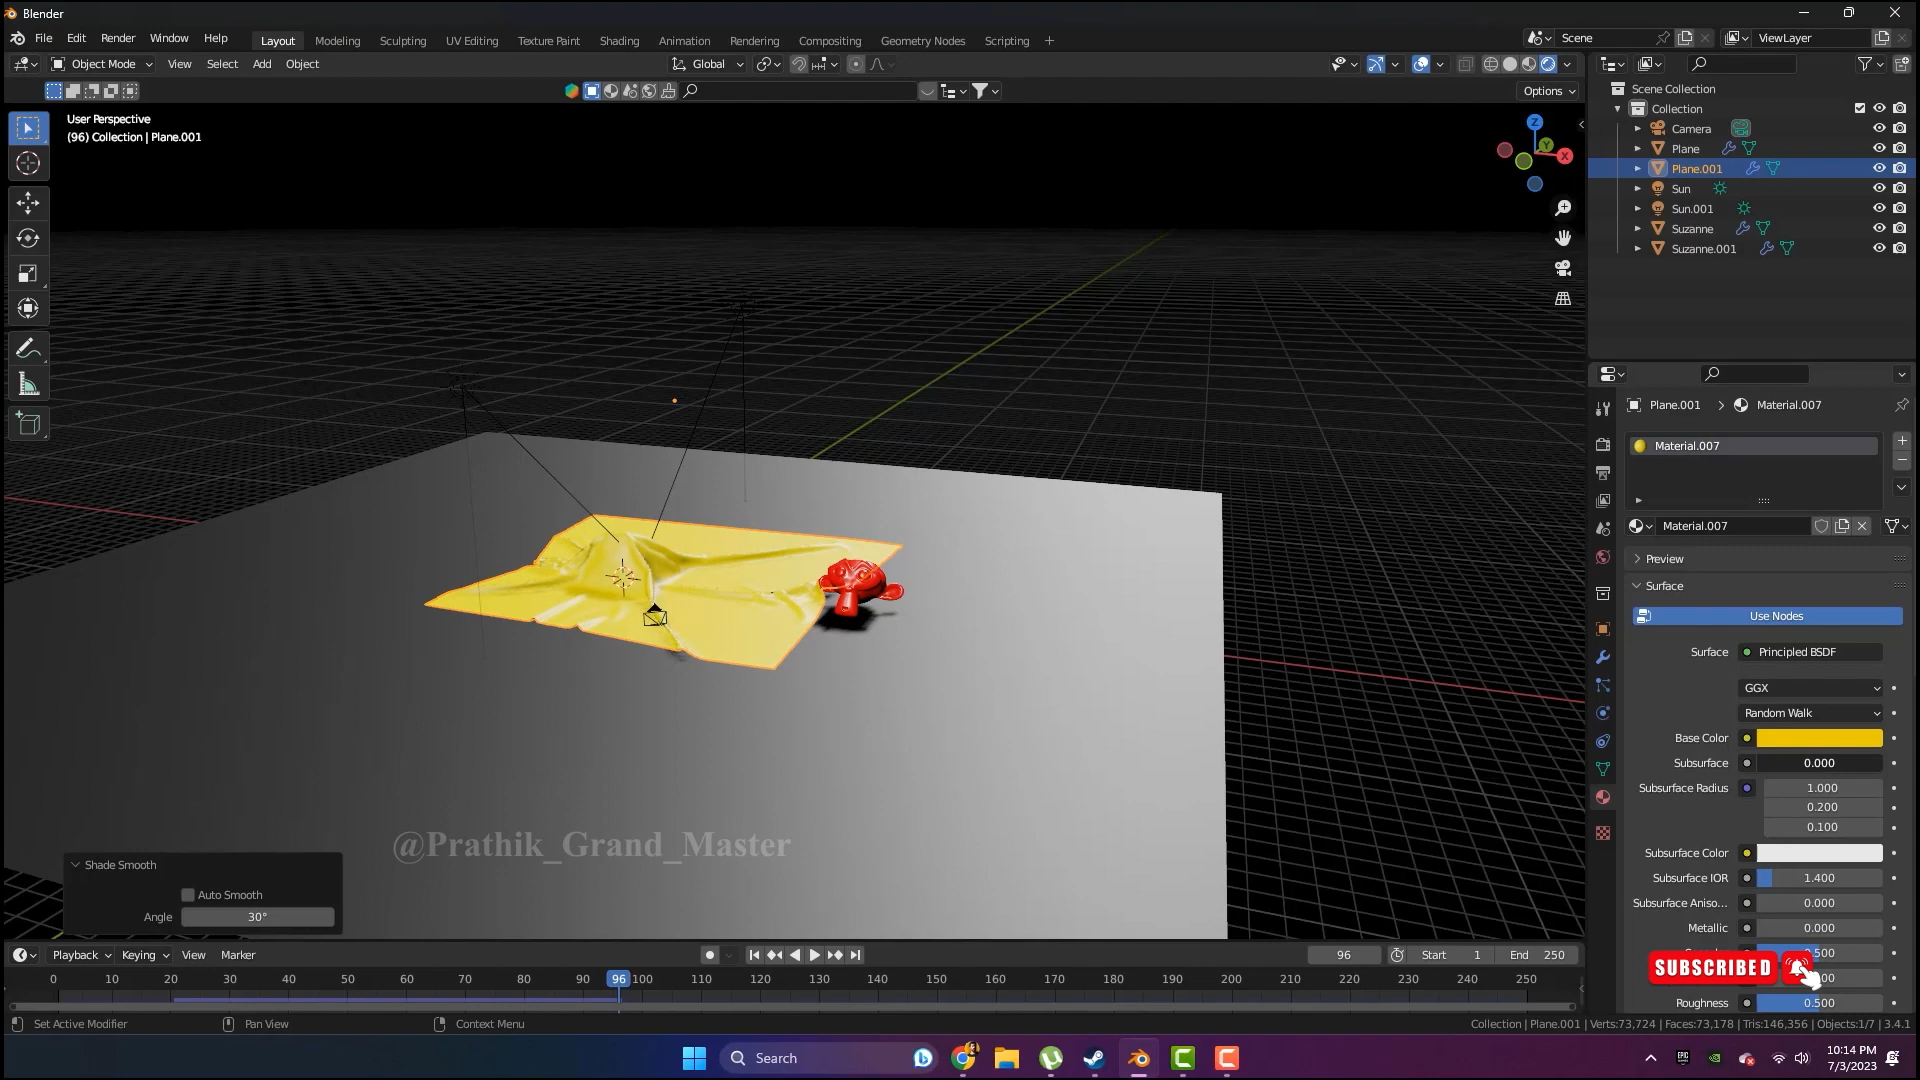 Blender
File Edit Render Window Help
Layout Modeling Sculpting UV Editing Texture Paint Shading Animation Rendering Compositing Geometry Nodes Scripting +
Scene
ViewLayer
Object Mode View Select Add Object
Global
Options
User Perspective
(96) Collection | Plane.001
Z
Y
X
Scene Collection
Collection
Camera
Plane
Plane.001
Sun
Sun.001
Suzanne
Suzanne.001
Plane.001 > Material.007
Material.007
Material.007
Preview
Surface
Use Nodes
Surface Principled BSDF
GGX
Random Walk
Base Color
Subsurface 0.000
Subsurface Radius 1.000
0.200
0.100
Subsurface Color
Subsurface IOR 1.400
Subsurface Aniso... 0.000
Metallic 0.000
SUBSCRIBED
Roughness 0.500
@Prathik_Grand_Master
Shade Smooth
Auto Smooth
Angle 30°
Playback Keying View Marker
96 Start 1 End 250
0 10 20 30 40 50 60 70 80 96 100 110 120 130 140 150 160 170 180 190 200 210 220 230 240 250
Set Active Modifier Pan View Context Menu
Collection | Plane.001 | Verts:73,724 | Faces:73,178 | Tris:146,356 | Objects:1/7 | 3.4.1
Search
EPIC
10:14 PM
7/3/2023